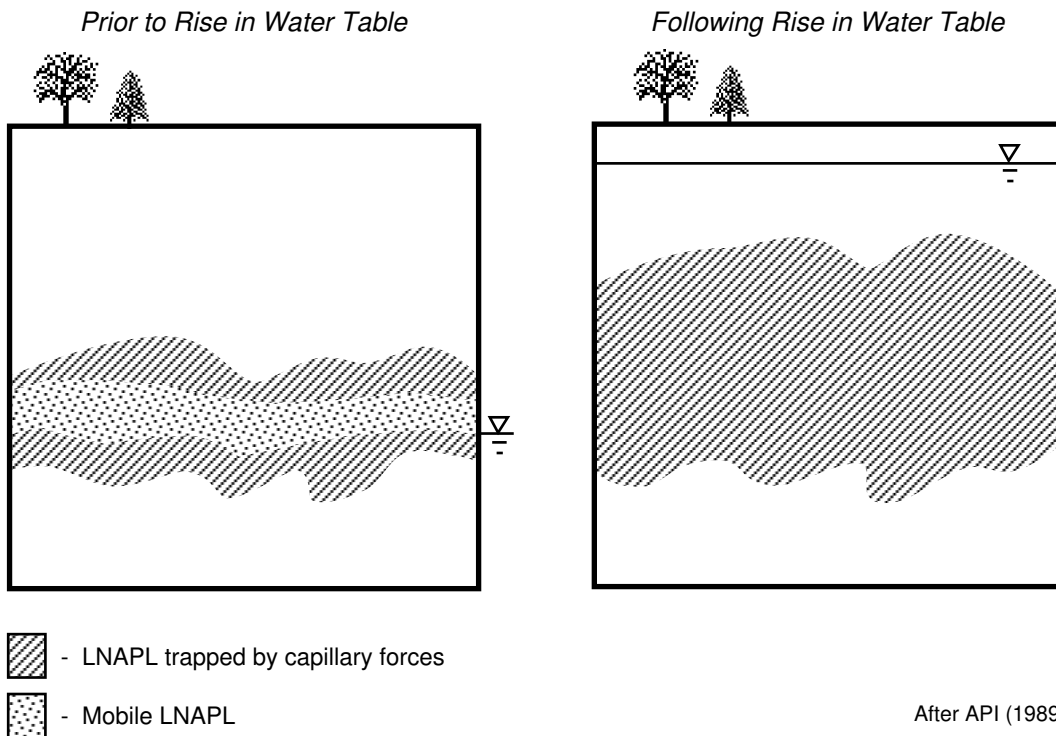 Prior to Rise in Water Table
Following Rise in Water Table
- LNAPL trapped by capillary forces
- Mobile LNAPL
After API (1989